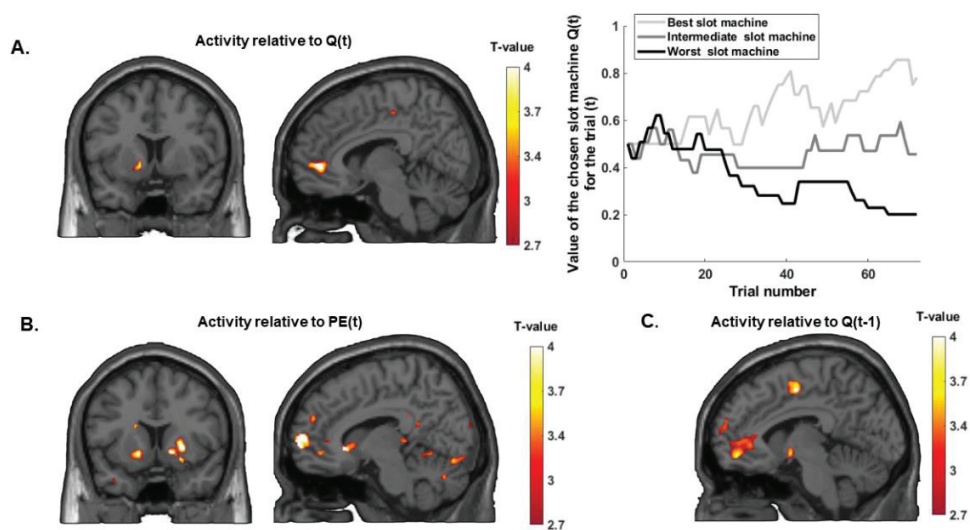 A.
Activity relative to Q(t)
T-value
4
3.7
3.4
3
2.7
Value of the chosen slot machine Q(t)
for the trial (t)
1
0.8
0.6
0.4
0.2
0
Best slot machine
Intermediate slot machine
Worst slot machine
0
20
40
60
Trial number
B.
Activity relative to PE(t)
T-value
4
3.7
3.4
3
2.7
C.
Activity relative to Q(t-1)
T-value
4
3.7
3.4
3
2.7